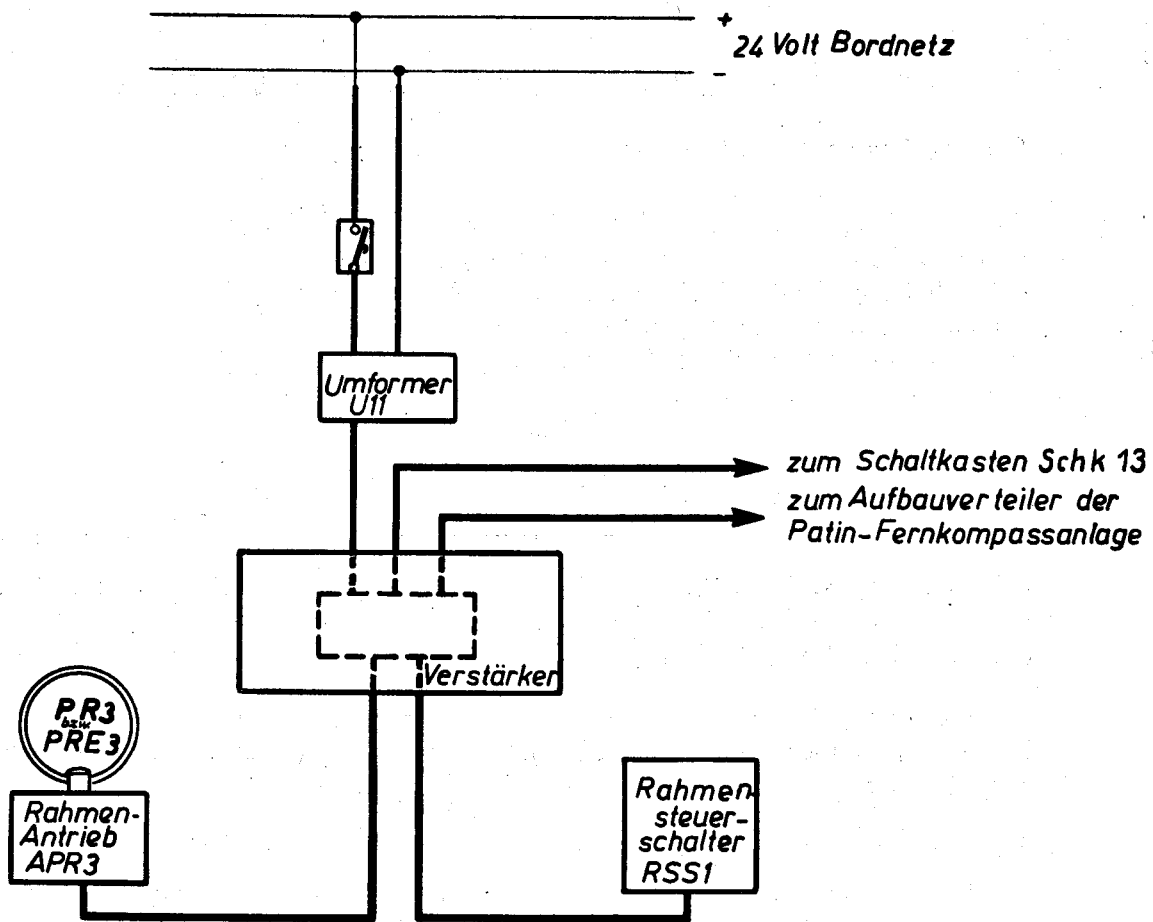 +
24 Volt Bordnetz
-
Umformer
U11
zum Schaltkasten Schk 13
zum Aufbauverteiler der
Patin-Fernkompassanlage
Verstärker
PR3
bzw.
PRE3
Rahmen-
Antrieb
APR3
Rahmen-
steuer-
schalter
RSS1